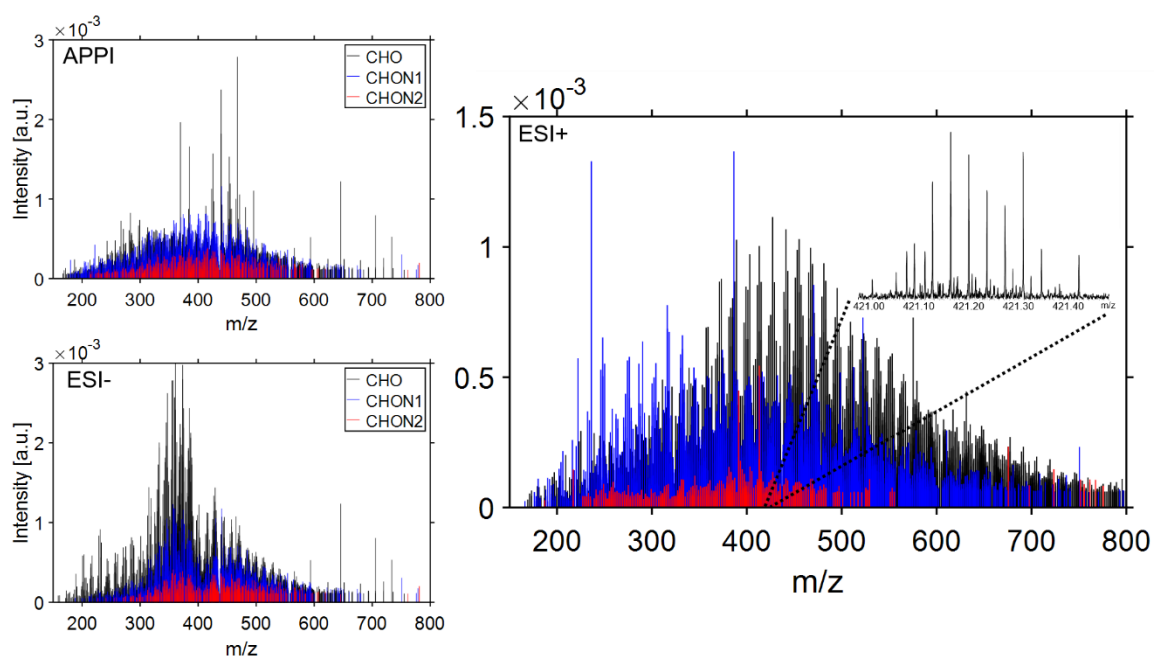 × 10⁻³
APPI
CHO
CHON1
CHON2
3
2
1
0
Intensity [a.u.]
200 300 400 500 600 700 800
m/z
× 10⁻³
ESI-
CHO
CHON1
CHON2
3
2
1
0
Intensity [a.u.]
200 300 400 500 600 700 800
m/z
× 10⁻³
ESI+
1.5
1
0.5
0
421.00 421.10 421.20 421.30 421.40 m/z
200 300 400 500 600 700 800
m/z